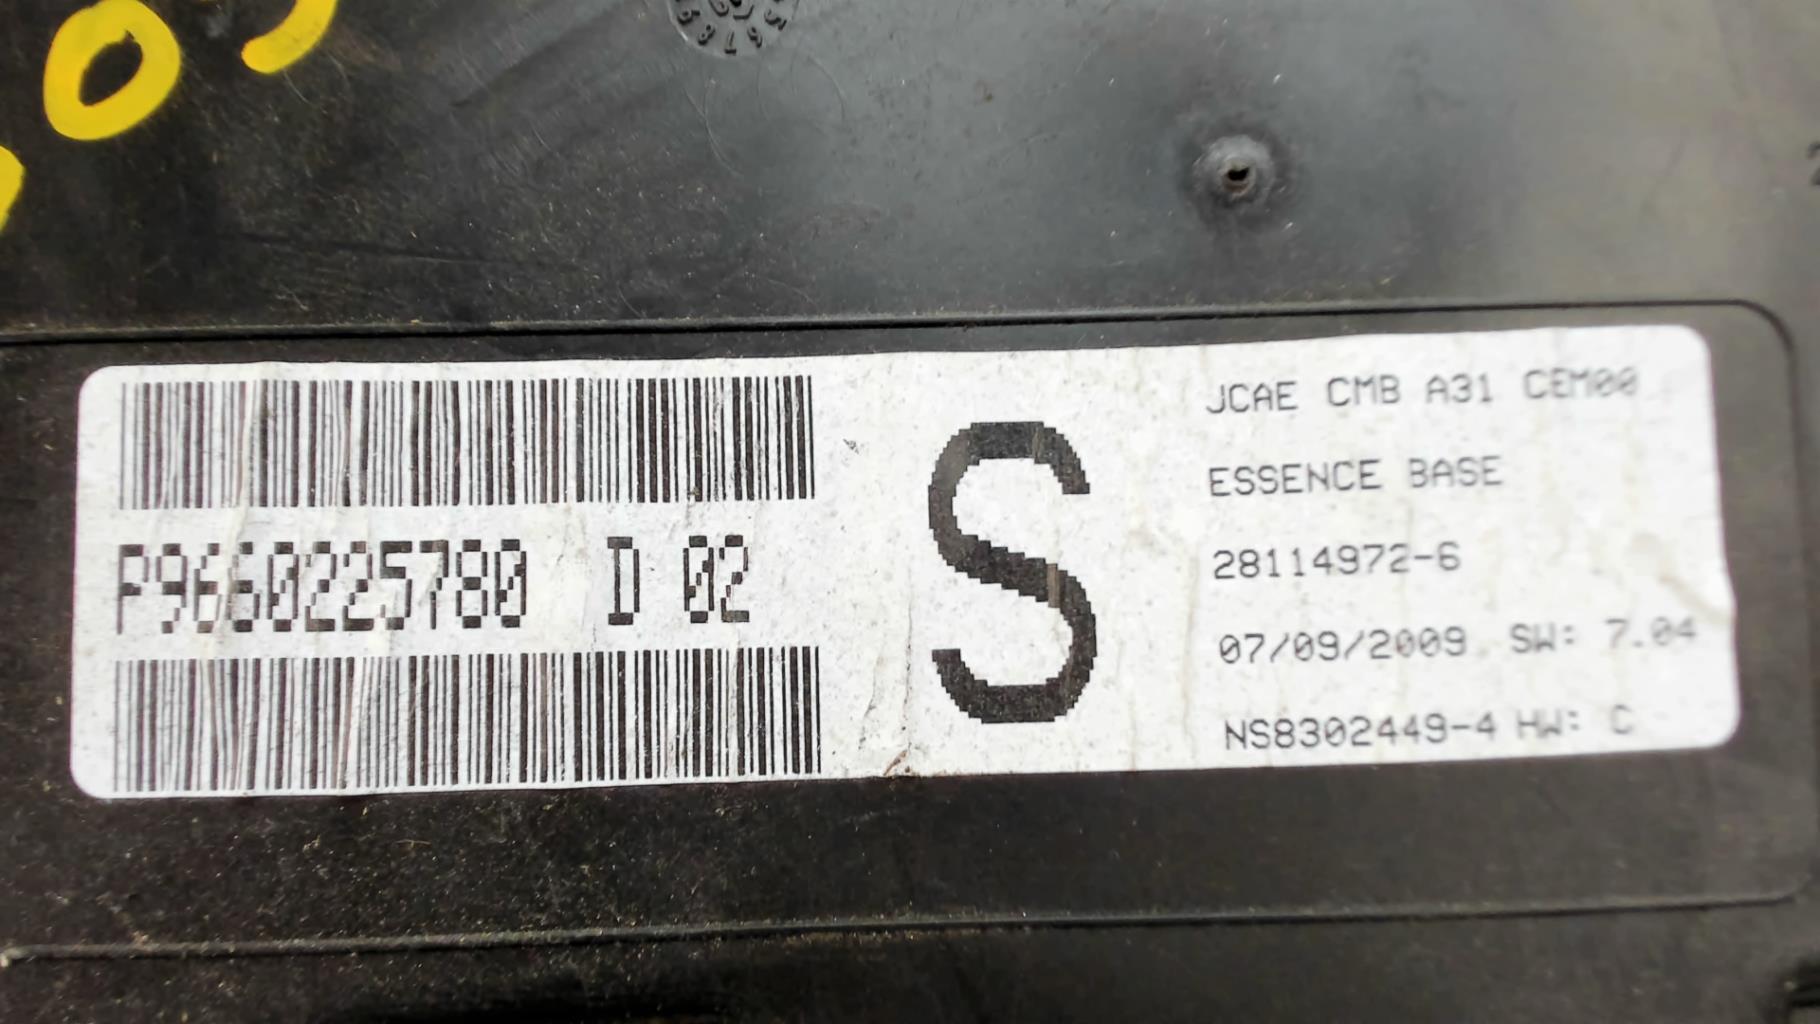 P9660225780 D 02
S
JCAE CMB A31 CEM00
ESSENCE BASE
28114972-6
07/09/2009 SW: 7.04
NS8302449-4 HW: C